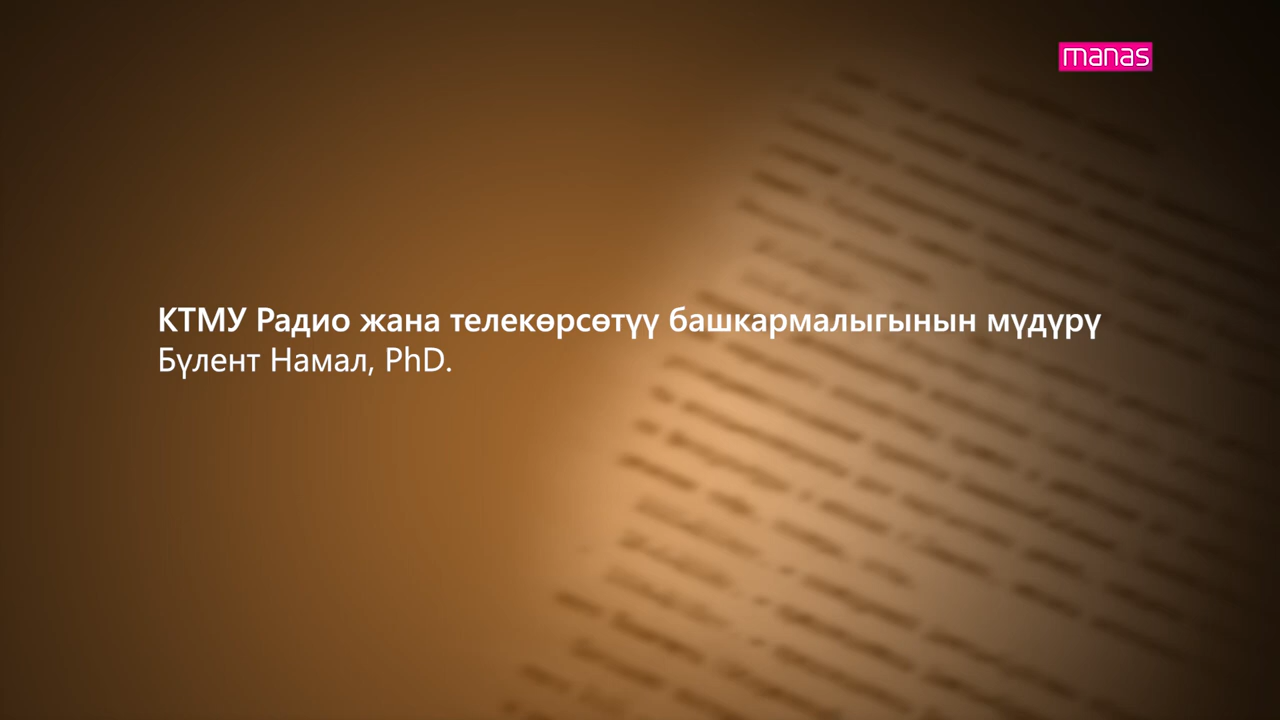 manas
КТМУ Радио жана телекөрсөтүү башкармалыгынын мүдүрү
Бүлент Намал, PhD.